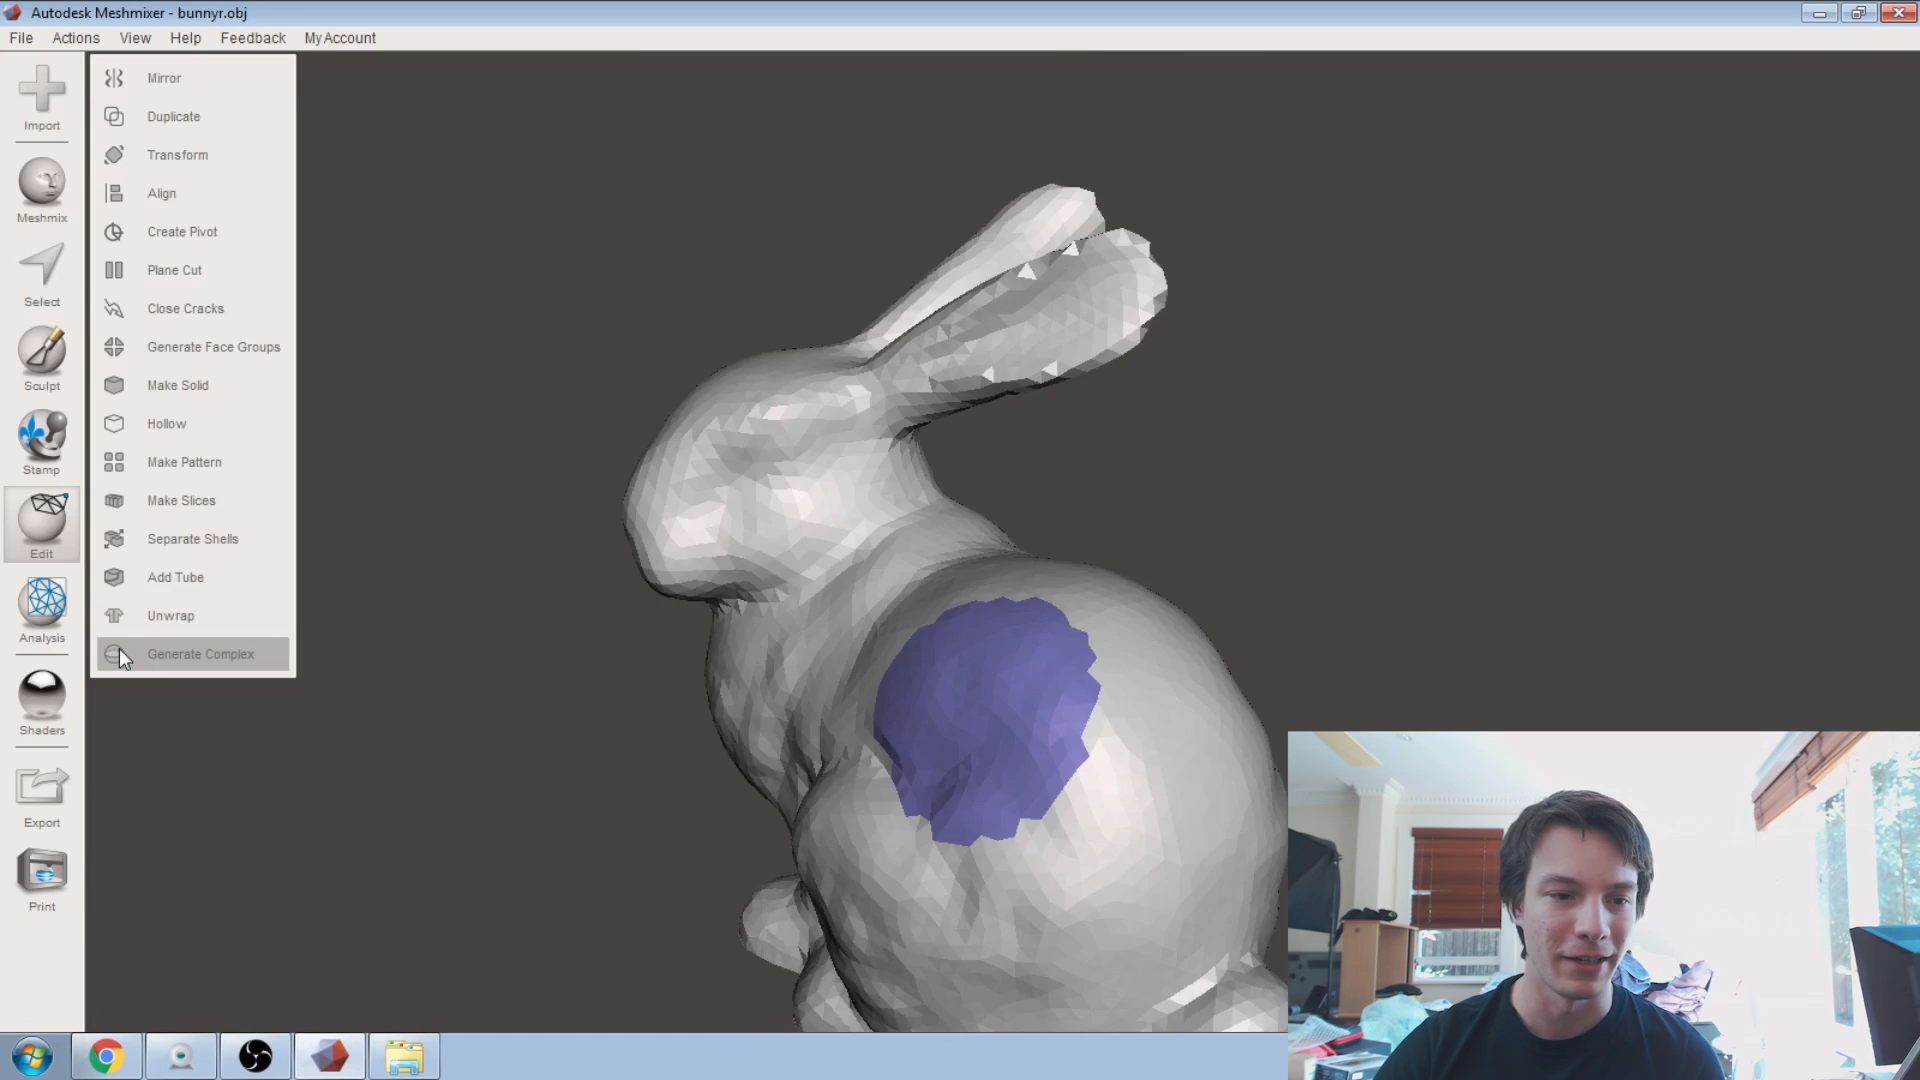 Autodesk Meshmixer - bunnyr.obj
File Actions View Help Feedback My Account
Import
Meshmix
Select
Sculpt
Stamp
Edit
Analysis
Shaders
Export
Print
Mirror
Duplicate
Transform
Align
Create Pivot
Plane Cut
Close Cracks
Generate Face Groups
Make Solid
Hollow
Make Pattern
Make Slices
Separate Shells
Add Tube
Unwrap
Generate Complex